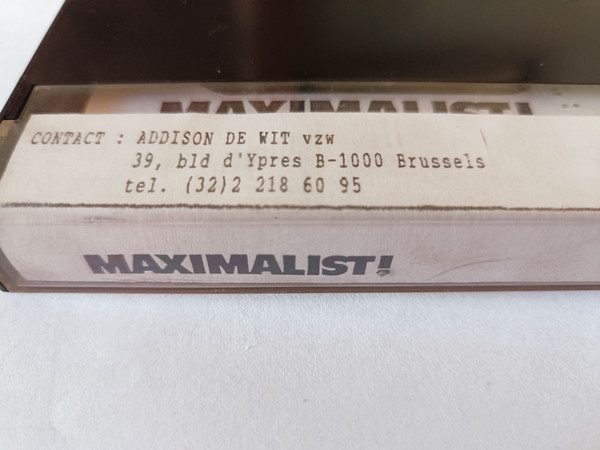 MAXIMALIST!
CONTACT : ADDISON DE WIT vzw
39, bld d'Ypres B-1000 Brussels
tel. (32)2 218 60 95
MAXIMALIST!